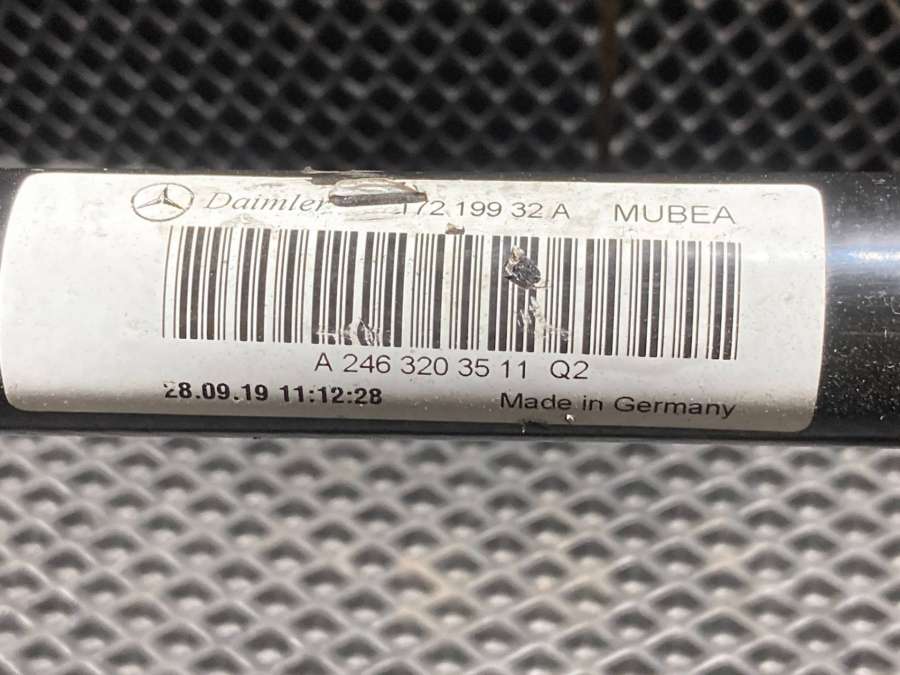 Daimler 172 199 32 A MUBEA
A 246 320 35 11 Q2
28.09.19 11:12:28 Made in Germany